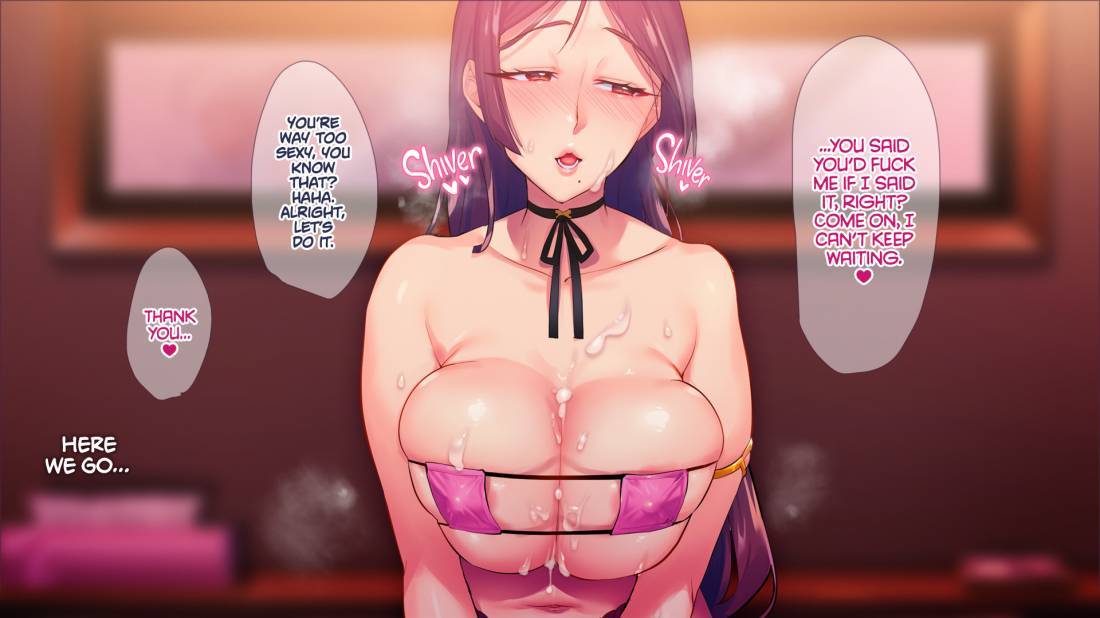 ...YOU SAID
YOU'D FUCK
ME IF I SAID
IT, RIGHT?
COME ON, I
CAN'T KEEP
WAITING.
♥
Shiver
Shiver
YOU'RE
WAY TOO
SEXY, YOU
KNOW
THAT?
HAHA.
ALRIGHT,
LET'S
DO IT.
THANK
YOU...
♥
HERE
WE GO...